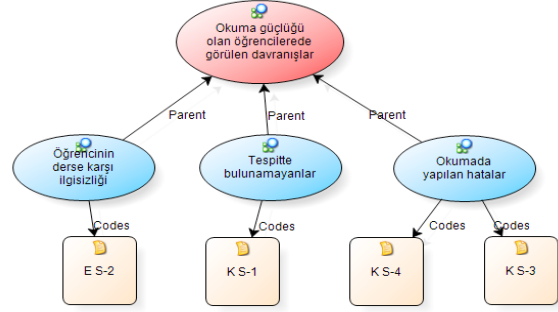 Okuma güçlüğü
olan öğrencilerede
görülen davranışlar
Parent
Parent
Parent
Öğrencinin
derse karşı
ilgisizliği
Tespitte
bulunamayanlar
Okumada
yapılan hatalar
Codes
Codes
Codes
Codes
E S-2
K S-1
K S-4
K S-3